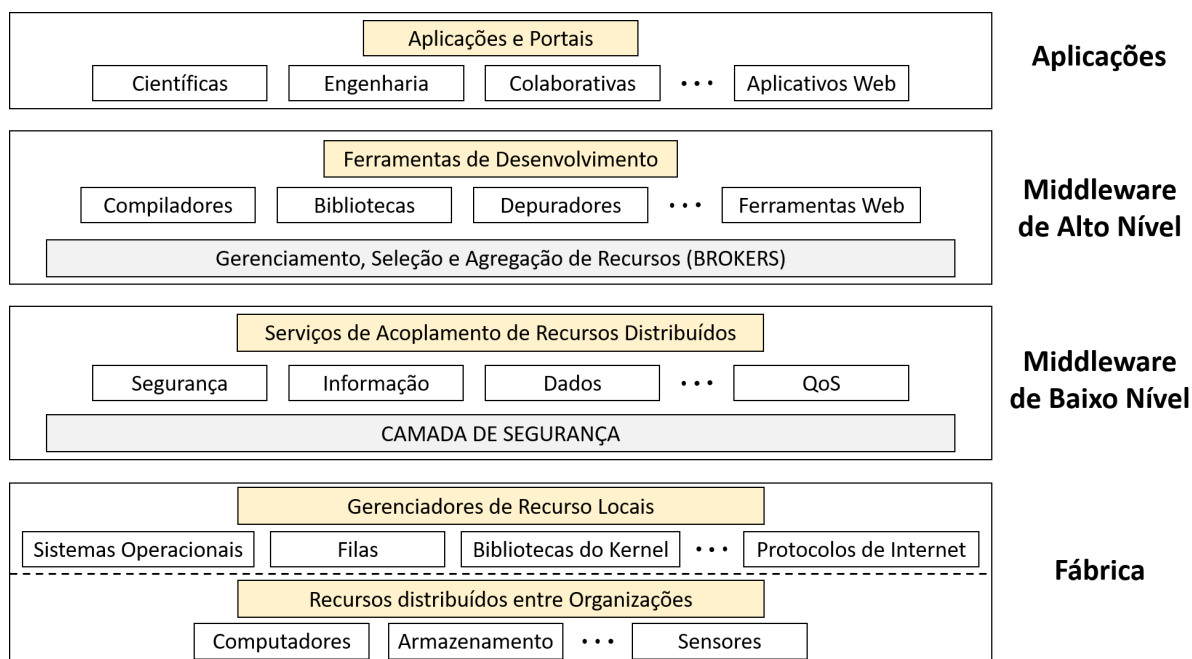 Aplicações e Portais
Científicas Engenharia Colaborativas ••• Aplicativos Web
Aplicações
Ferramentas de Desenvolvimento
Compiladores Bibliotecas Depuradores ••• Ferramentas Web
Gerenciamento, Seleção e Agregação de Recursos (BROKERS)
Middleware
de Alto Nível
Serviços de Acoplamento de Recursos Distribuídos
Segurança Informação Dados ••• QoS
CAMADA DE SEGURANÇA
Middleware
de Baixo Nível
Gerenciadores de Recurso Locais
Sistemas Operacionais Filas Bibliotecas do Kernel ••• Protocolos de Internet
Recursos distribuídos entre Organizações
Computadores Armazenamento ••• Sensores
Fábrica